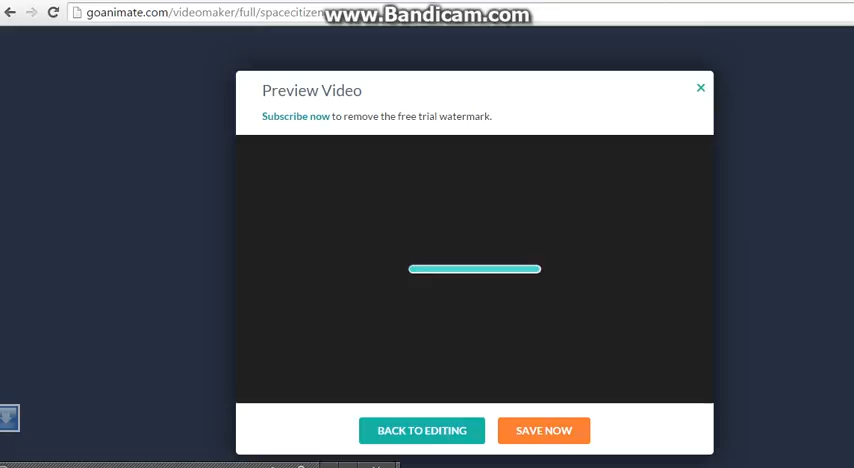 goanimate.com/videomaker/full/spacecitizen
www.Bandicam.com
Preview Video
Subscribe now to remove the free trial watermark.
BACK TO EDITING
SAVE NOW